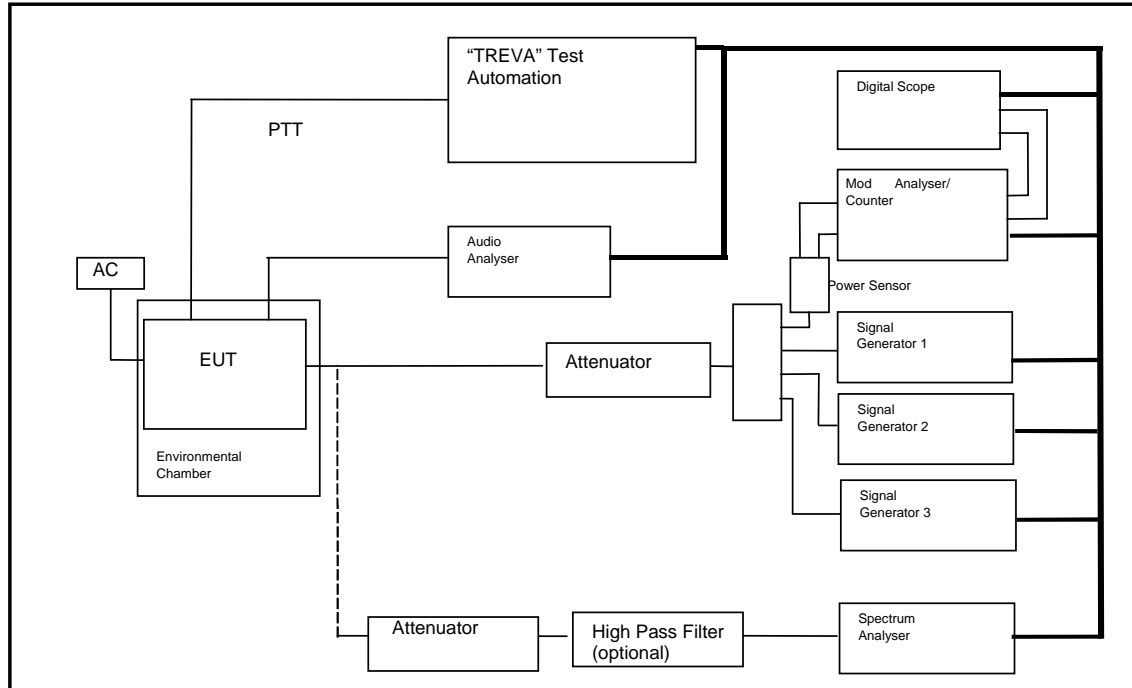 “TREVA” Test
Automation
Digital Scope
PTT
Mod Analyser/
Counter
Audio
Analyser
AC
Power Sensor
Signal
Generator 1
EUT
Attenuator
Signal
Generator 2
Environmental
Chamber
Signal
Generator 3
Attenuator
High Pass Filter
(optional)
Spectrum
Analyser